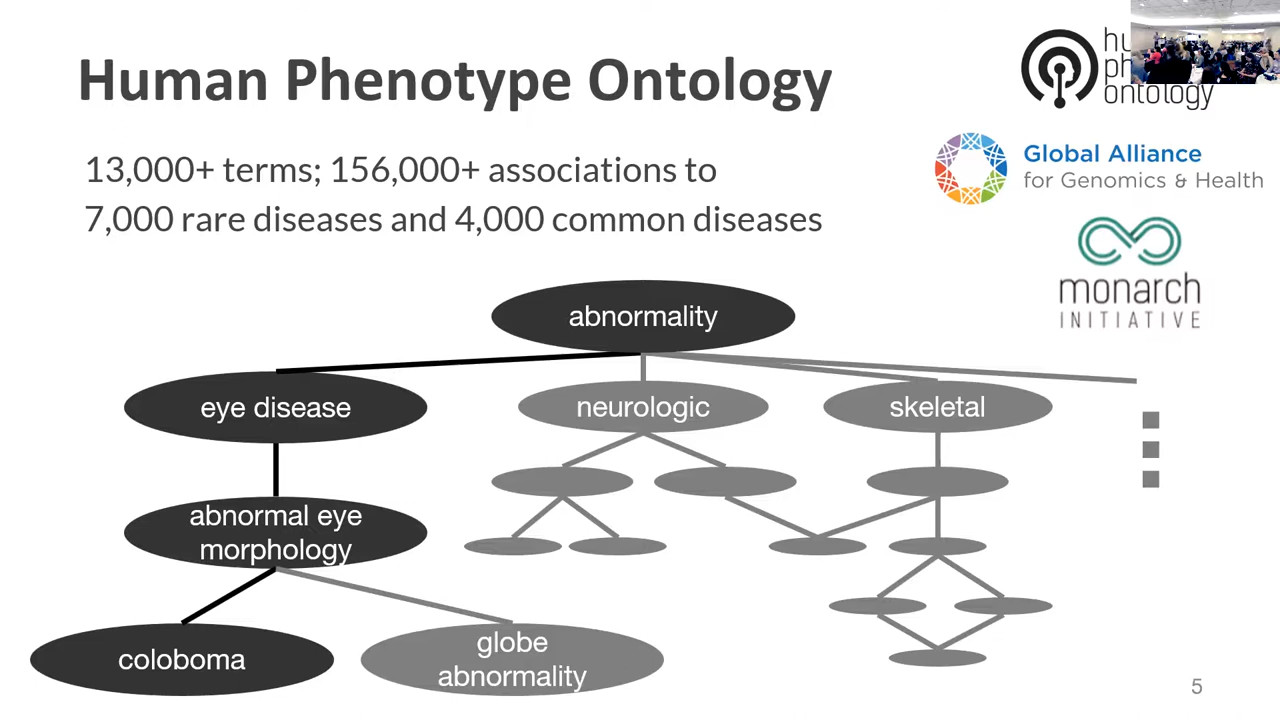 Human Phenotype Ontology
13,000+ terms; 156,000+ associations to
7,000 rare diseases and 4,000 common diseases
ontology
Global Alliance
for Genomics & Health
monarch
INITIATIVE
abnormality
eye disease
neurologic
skeletal
abnormal eye
morphology
coloboma
globe
abnormality
5